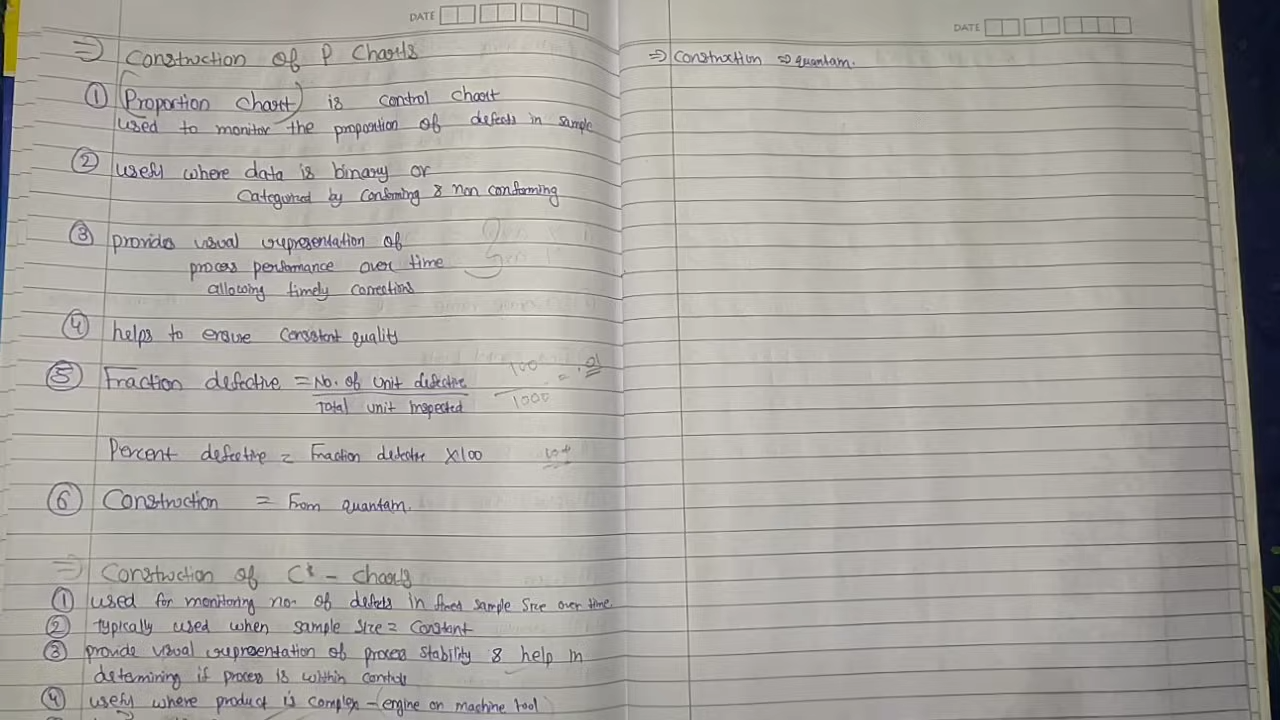 DATE
⇒ Construction of P Charts
① (Proportion Chart) is control chart
used to monitor the proportion of defects in sample
② usefl where data is binary or
Categorized by conforming & non conforming
③ provides visual representation of
process performance over time
allowing timely corrections
④ helps to ensure consistent quality
⑤ Fraction defective = No. of unit defective
Total unit inspected
100
1000
=
Percent defective = Fraction defective ×100
⑥ Construction = From quantam.
⇒ Construction of C - charts
① used for monitoring no. of defects in fixed sample size over time.
② typically used when sample size = Constant
③ provide visual representation of process stability & help in
determining if process is within control
④ usefl where product is complex - engine on machine tool
DATE
⇒ Construction ⇒ quantam.